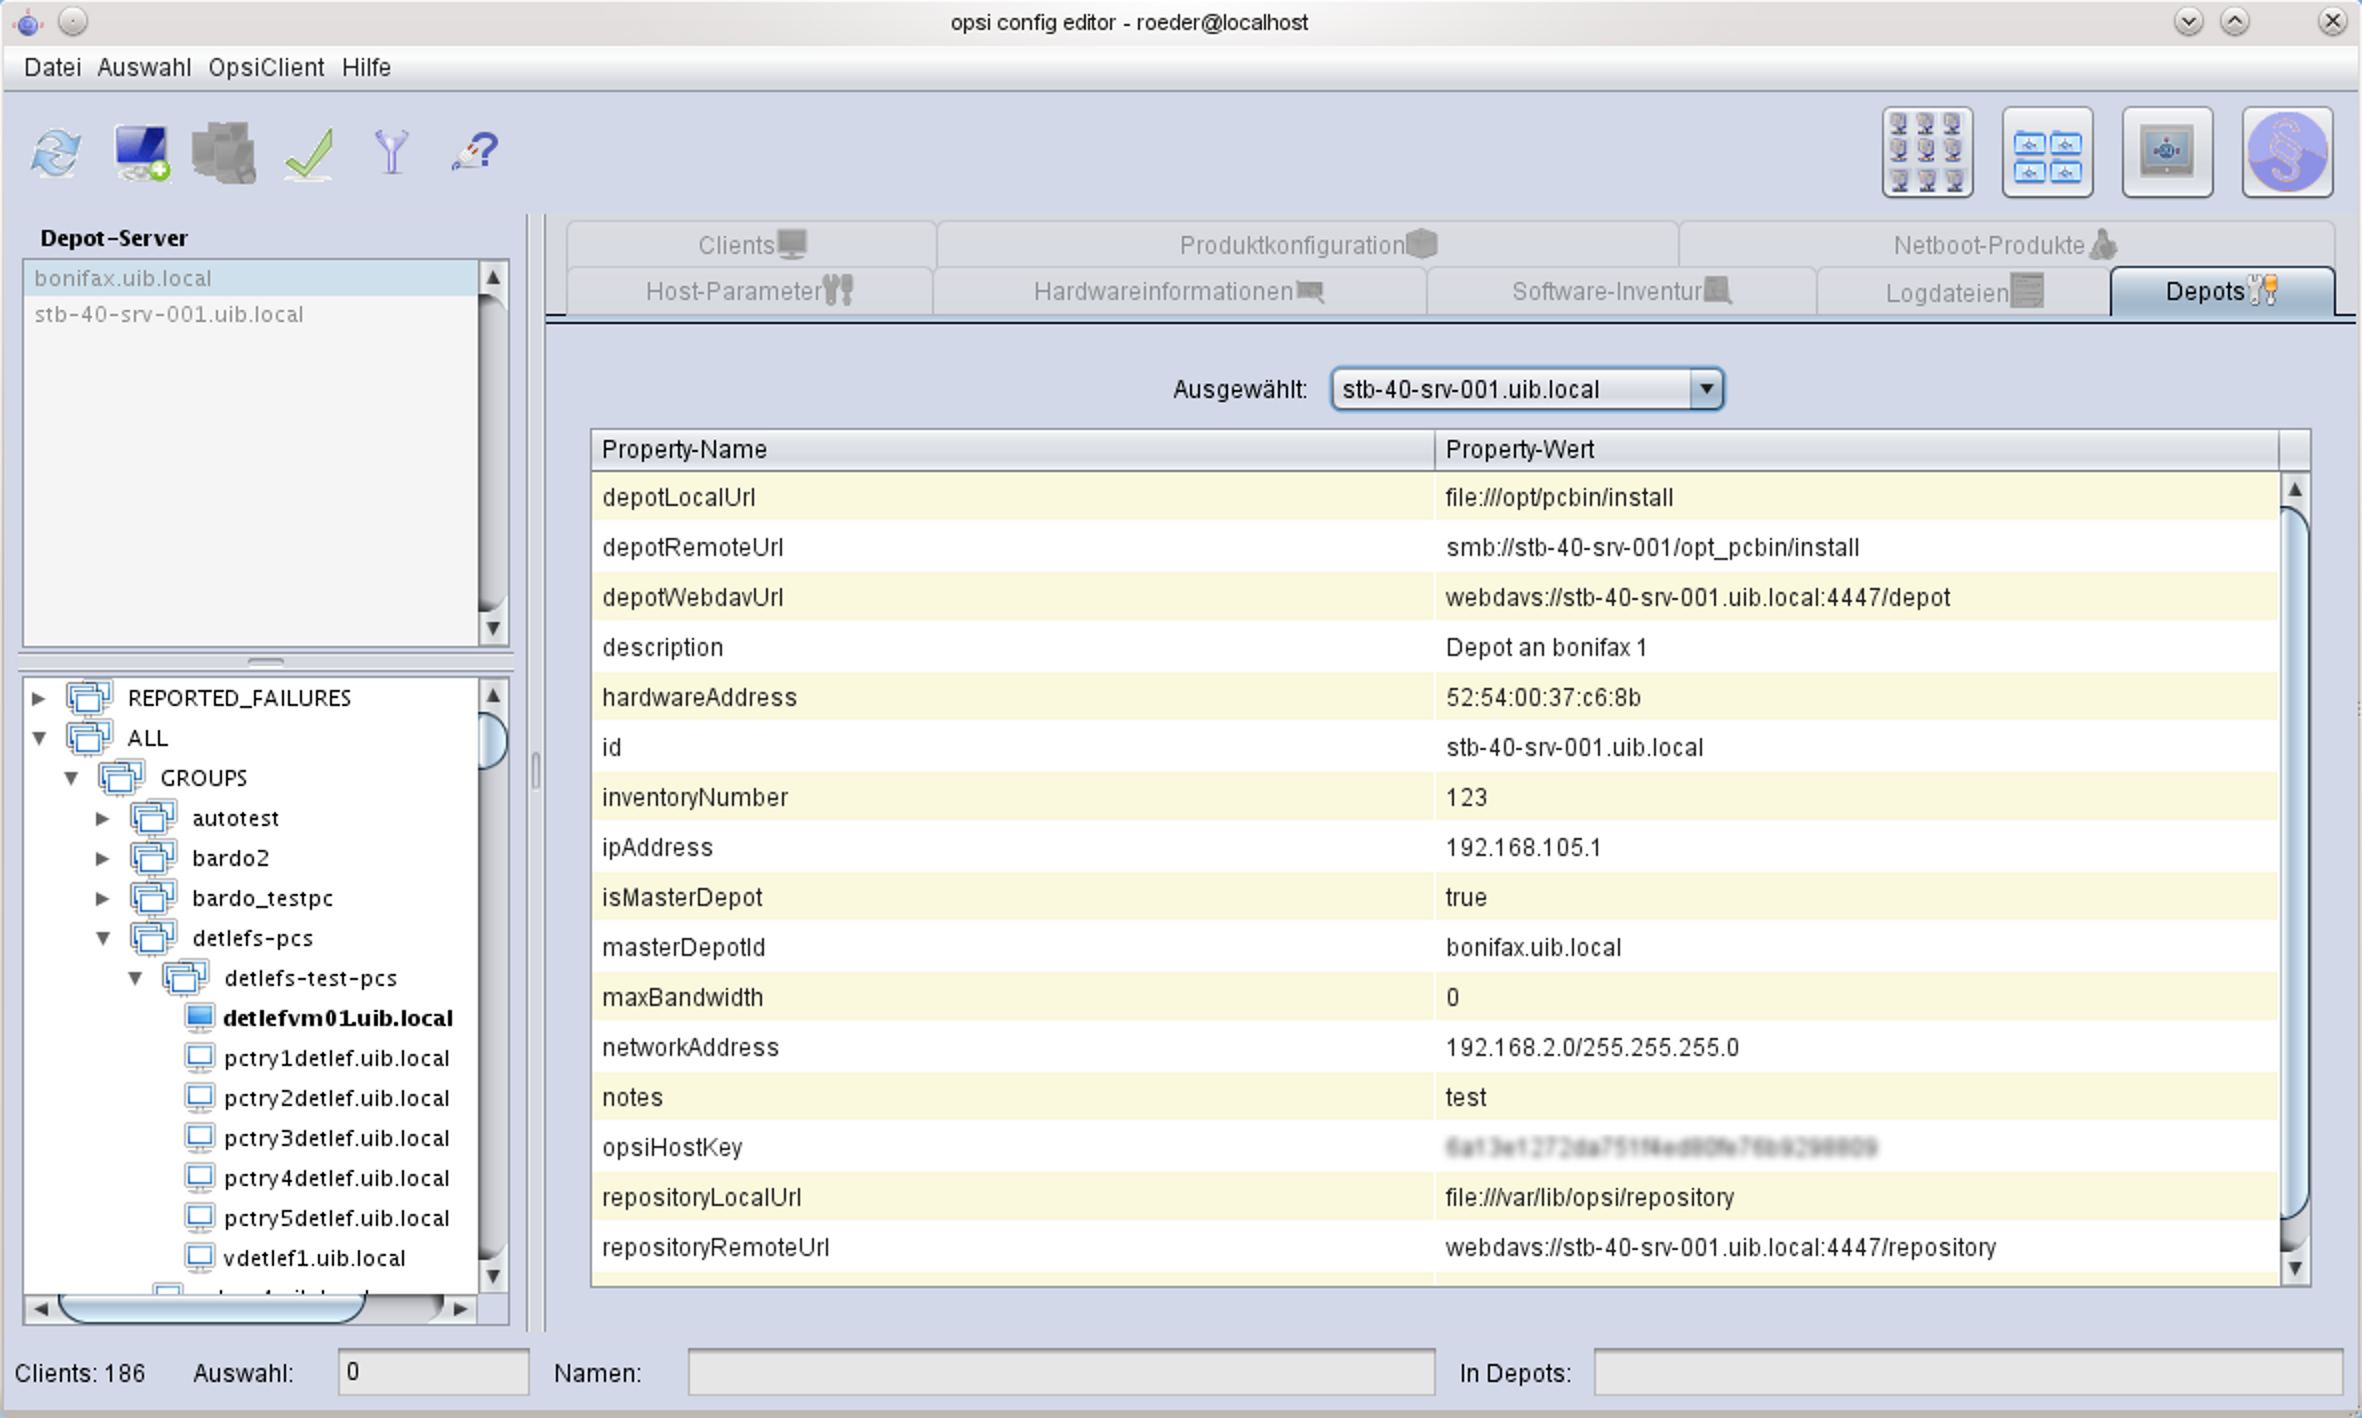 opsi config editor - roeder@localhost
Datei Auswahl OpsiClient Hilfe
Depot-Server
bonifax.uib.local
stb-40-srv-001.uib.local
REPORTED_FAILURES
ALL
GROUPS
autotest
bardo2
bardo_testpc
detlefs-pcs
detlefs-test-pcs
detlefvm01.uib.local
pctry1detlef.uib.local
pctry2detlef.uib.local
pctry3detlef.uib.local
pctry4detlef.uib.local
pctry5detlef.uib.local
vdetlef1.uib.local
Clients Produktkonfiguration Netboot-Produkte
Host-Parameter Hardwareinformationen Software-Inventur Logdateien Depots
Ausgewählt: stb-40-srv-001.uib.local
Property-Name Property-Wert
depotLocalUrl file:///opt/pcbin/install
depotRemoteUrl smb://stb-40-srv-001/opt_pcbin/install
depotWebdavUrl webdavs://stb-40-srv-001.uib.local:4447/depot
description Depot an bonifax 1
hardwareAddress 52:54:00:37:c6:8b
id stb-40-srv-001.uib.local
inventoryNumber 123
ipAddress 192.168.105.1
isMasterDepot true
masterDepotId bonifax.uib.local
maxBandwidth 0
networkAddress 192.168.2.0/255.255.255.0
notes test
opsiHostKey
repositoryLocalUrl file:///var/lib/opsi/repository
repositoryRemoteUrl webdavs://stb-40-srv-001.uib.local:4447/repository
Clients: 186 Auswahl: 0 Namen: In Depots: